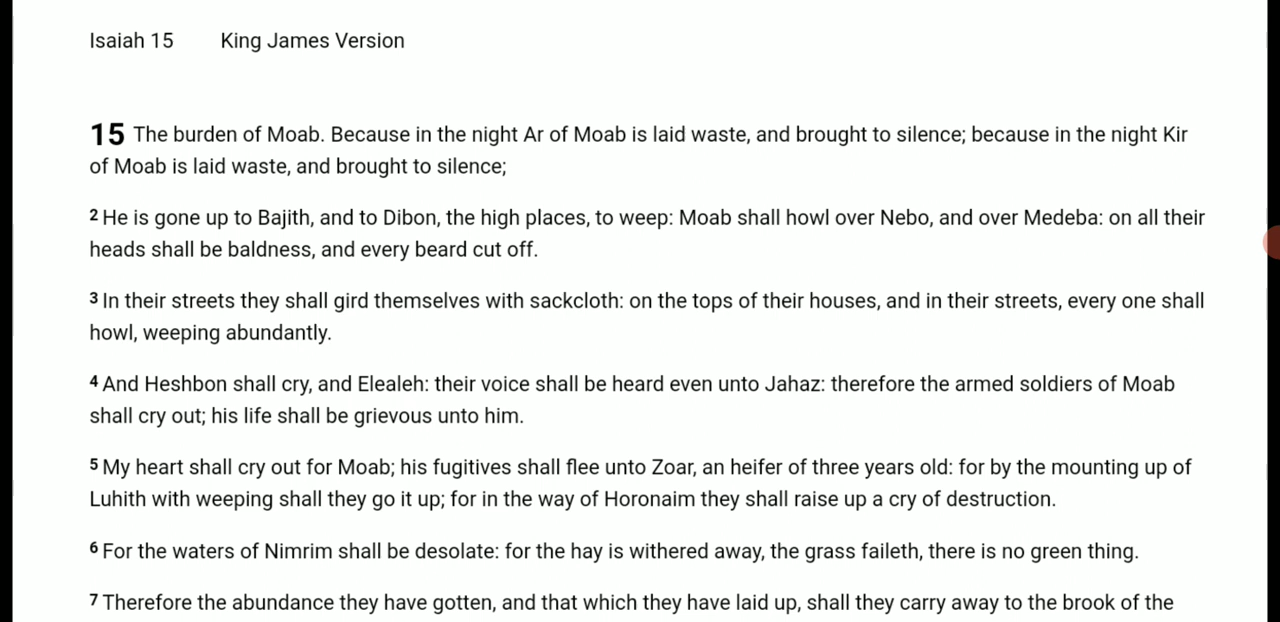 Isaiah 15 King James Version
15 The burden of Moab. Because in the night Ar of Moab is laid waste, and brought to silence; because in the night Kir
of Moab is laid waste, and brought to silence;
2 He is gone up to Bajith, and to Dibon, the high places, to weep: Moab shall howl over Nebo, and over Medeba: on all their
heads shall be baldness, and every beard cut off.
3 In their streets they shall gird themselves with sackcloth: on the tops of their houses, and in their streets, every one shall
howl, weeping abundantly.
4 And Heshbon shall cry, and Elealeh: their voice shall be heard even unto Jahaz: therefore the armed soldiers of Moab
shall cry out; his life shall be grievous unto him.
5 My heart shall cry out for Moab; his fugitives shall flee unto Zoar, an heifer of three years old: for by the mounting up of
Luhith with weeping shall they go it up; for in the way of Horonaim they shall raise up a cry of destruction.
6 For the waters of Nimrim shall be desolate: for the hay is withered away, the grass faileth, there is no green thing.
7 Therefore the abundance they have gotten, and that which they have laid up, shall they carry away to the brook of the